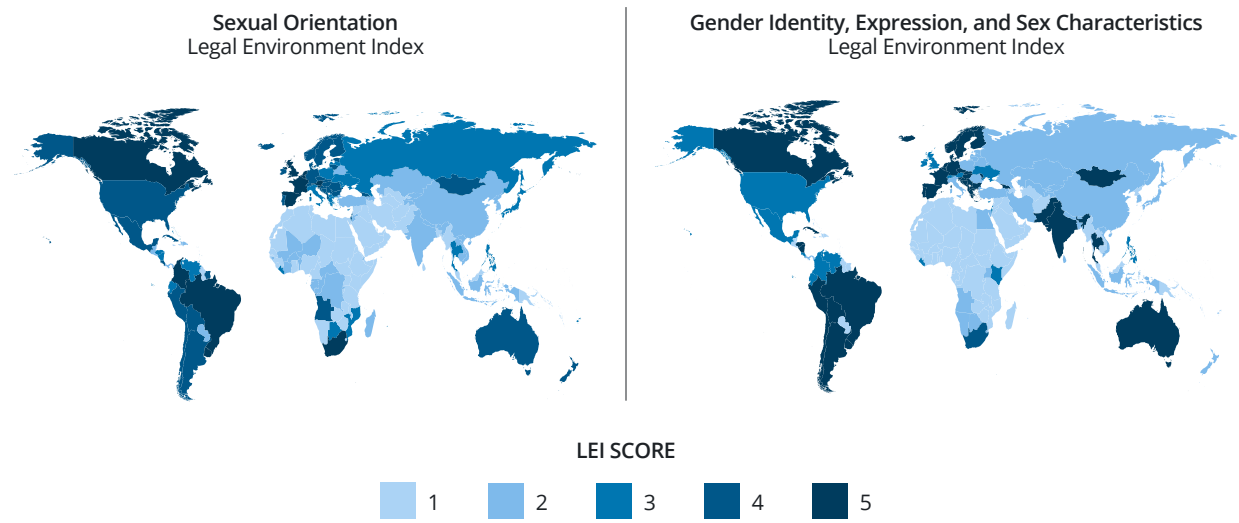 Sexual Orientation
Legal Environment Index
Gender Identity, Expression, and Sex Characteristics
Legal Environment Index
LEI SCORE
1
2
3
4
5